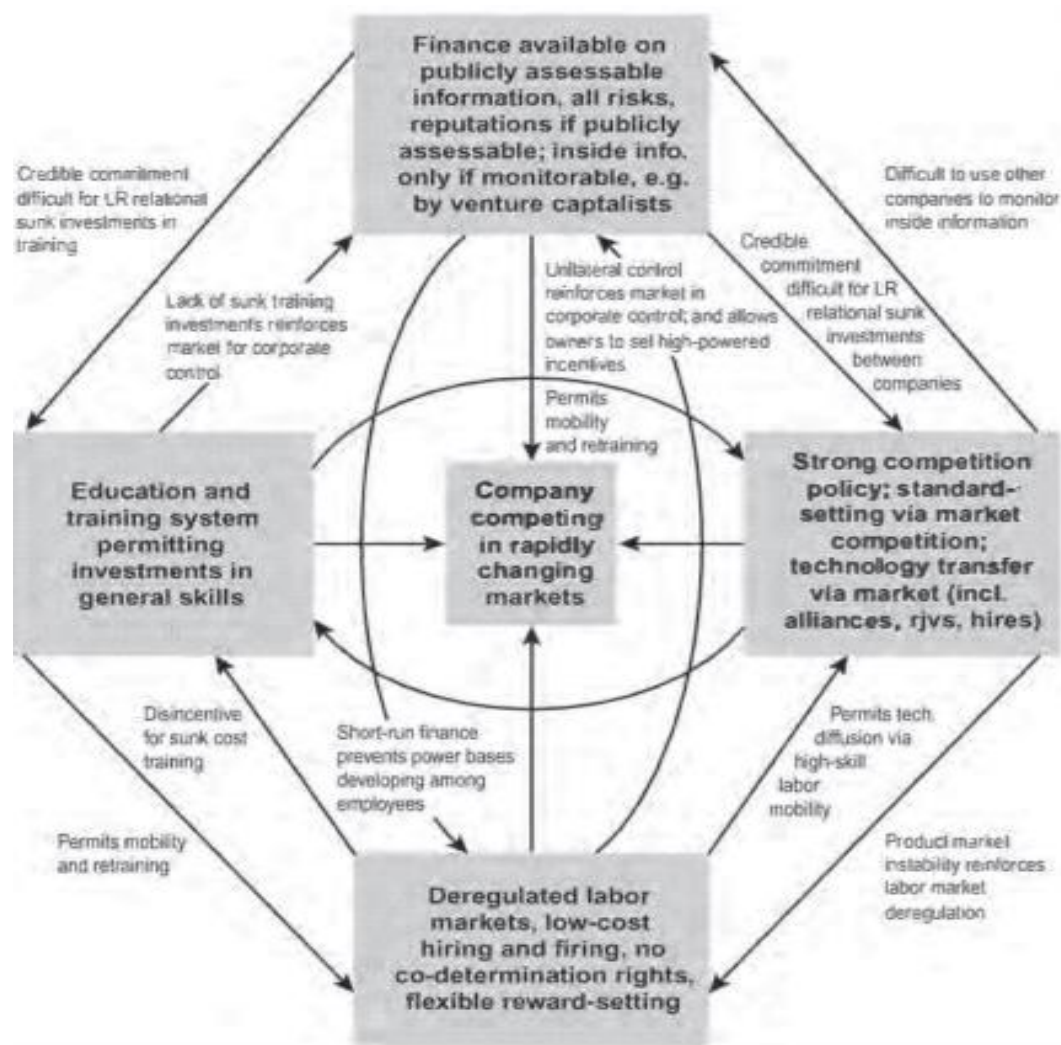 Finance available on
publicly assessable
information, all risks,
reputations if publicly
assessable; inside info.
only if monitorable, e.g.
by venture captalists
Credible commitment
difficult for LR relational
sunk investments in
training
Difficult to use other
companies to monitor
inside information
Credible
commitment
difficult for LR
relational sunk
investments
between
companies
Unilateral control
reinforces market in
corporate control; and allows
owners to sel high-powered
incentives
Lack of sunk training
investments reinforces
market for corporate
control
Permits
mobility
and retraining
Education and
training system
permitting
investments in
general skills
Company
competing
in rapidly
changing
markets
Strong competition
policy; standard-
setting via market
competition;
technology transfer
via market (incl.
alliances, rjvs, hires)
Disincentive
for sunk cost
training
Short-run finance
prevents power bases
developing among
employees
Permits tech.
diffusion via
high-skill
labor
mobility
Permits mobility
and retraining
Product market
instability reinforces
labor market
deregulation
Deregulated labor
markets, low-cost
hiring and firing, no
co-determination rights,
flexible reward-setting